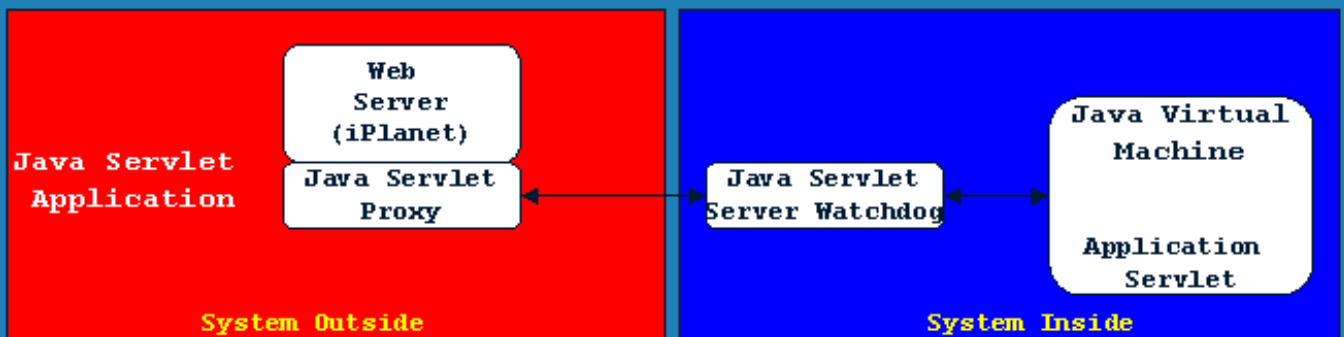 Java Servlet
Application
Web
Server
(iPlanet)
Java Servlet
Proxy
System Outside
Java Servlet
Server Watchdog
Java Virtual
Machine
Application
Servlet
System Inside